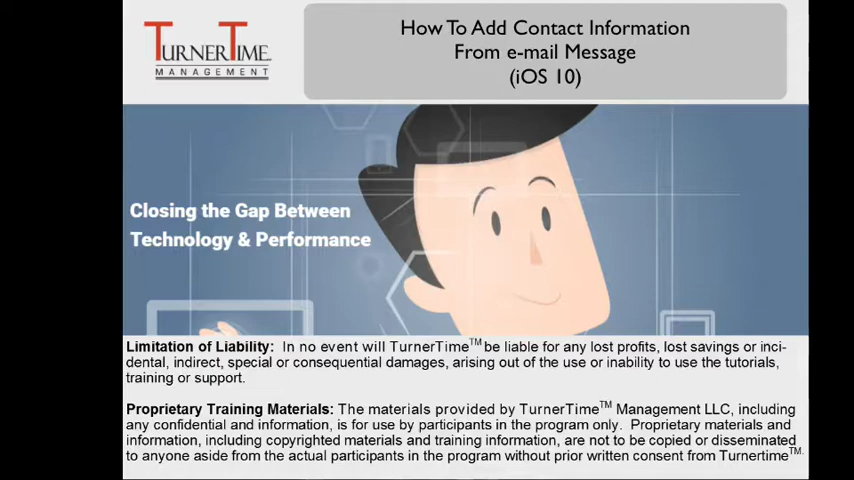 TURNERTIME
MANAGEMENT
How To Add Contact Information
From e-mail Message
(iOS 10)
Closing the Gap Between
Technology & Performance
Limitation of Liability: In no event will TurnerTime™ be liable for any lost profits, lost savings or inci-
dental, indirect, special or consequential damages, arising out of the use or inability to use the tutorials,
training or support.
Proprietary Training Materials: The materials provided by TurnerTime™ Management LLC, including
any confidential and information, is for use by participants in the program only. Proprietary materials and
information, including copyrighted materials and training information, are not to be copied or disseminated
to anyone aside from the actual participants in the program without prior written consent from Turnertime™.